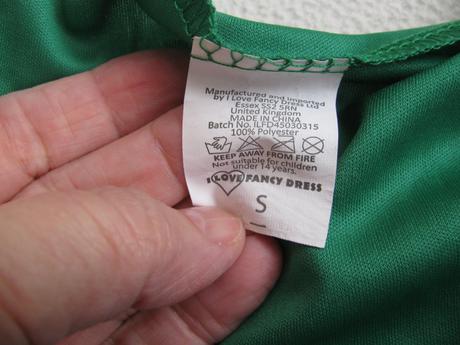 Manufactured and imported
by I Love Fancy Dress Ltd
Essex SS2 5RN
United Kingdom
MADE IN CHINA
Batch No. ILFD45030315
100% Polyester
KEEP AWAY FROM FIRE
Not suitable for children
under 14 years.
I LOVE FANCY DRESS
S